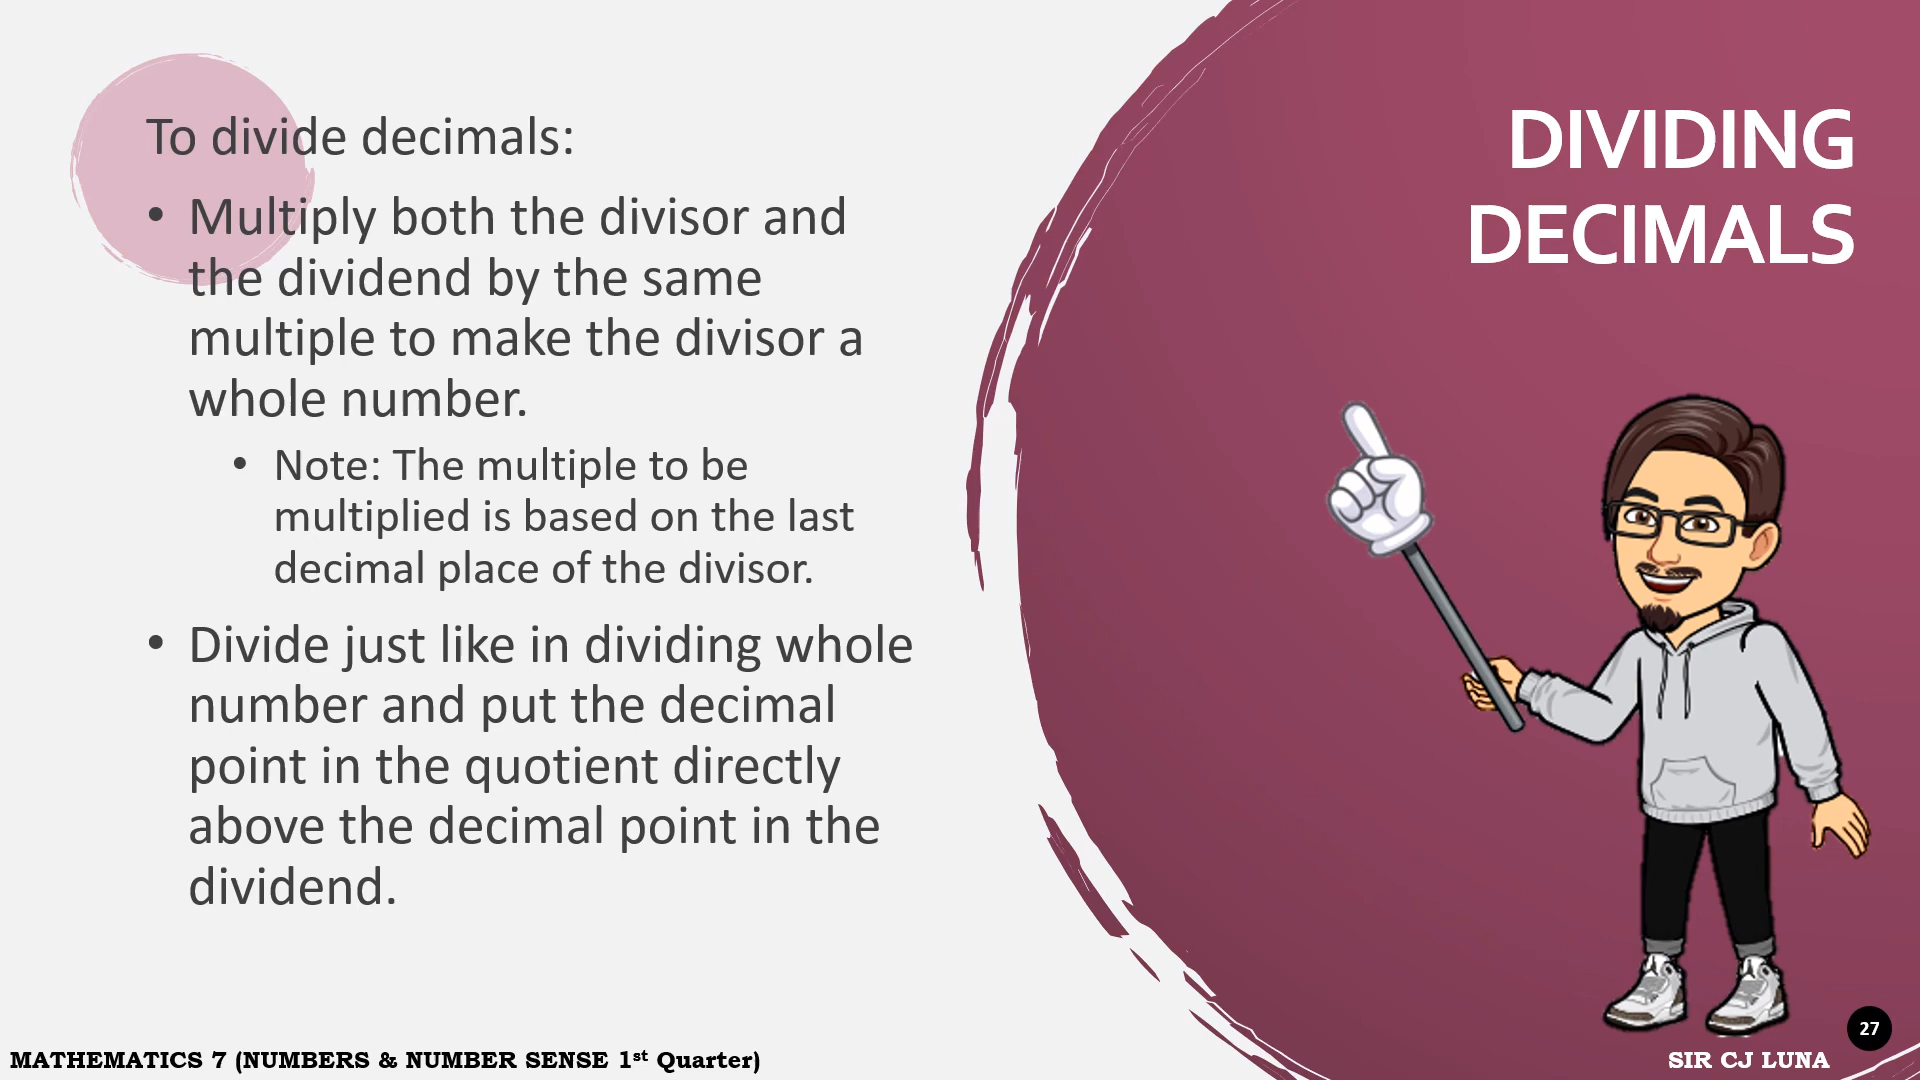 To divide decimals:
• Multiply both the divisor and
the dividend by the same
multiple to make the divisor a
whole number.
• Note: The multiple to be
multiplied is based on the last
decimal place of the divisor.
• Divide just like in dividing whole
number and put the decimal
point in the quotient directly
above the decimal point in the
dividend.
DIVIDING
DECIMALS
27
MATHEMATICS 7 (NUMBERS & NUMBER SENSE 1st Quarter)
SIR CJ LUNA